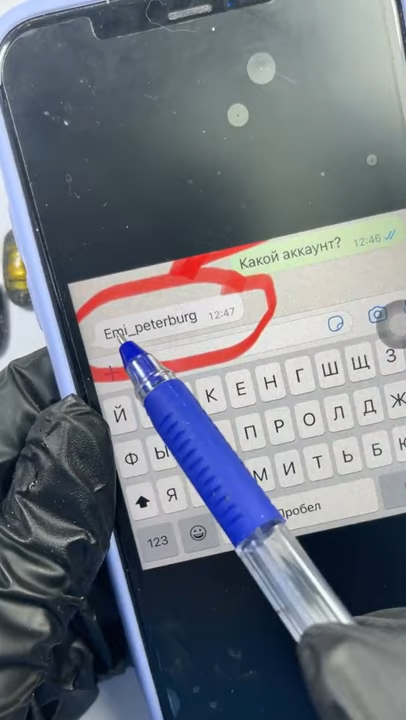 Какой аккаунт? 12:46
Emi_peterburg 12:47
Й К Е Н Г Ш Щ З
Ф Ы П Р О Л Д Ж
Я М И Т Ь Б
123 Пробел